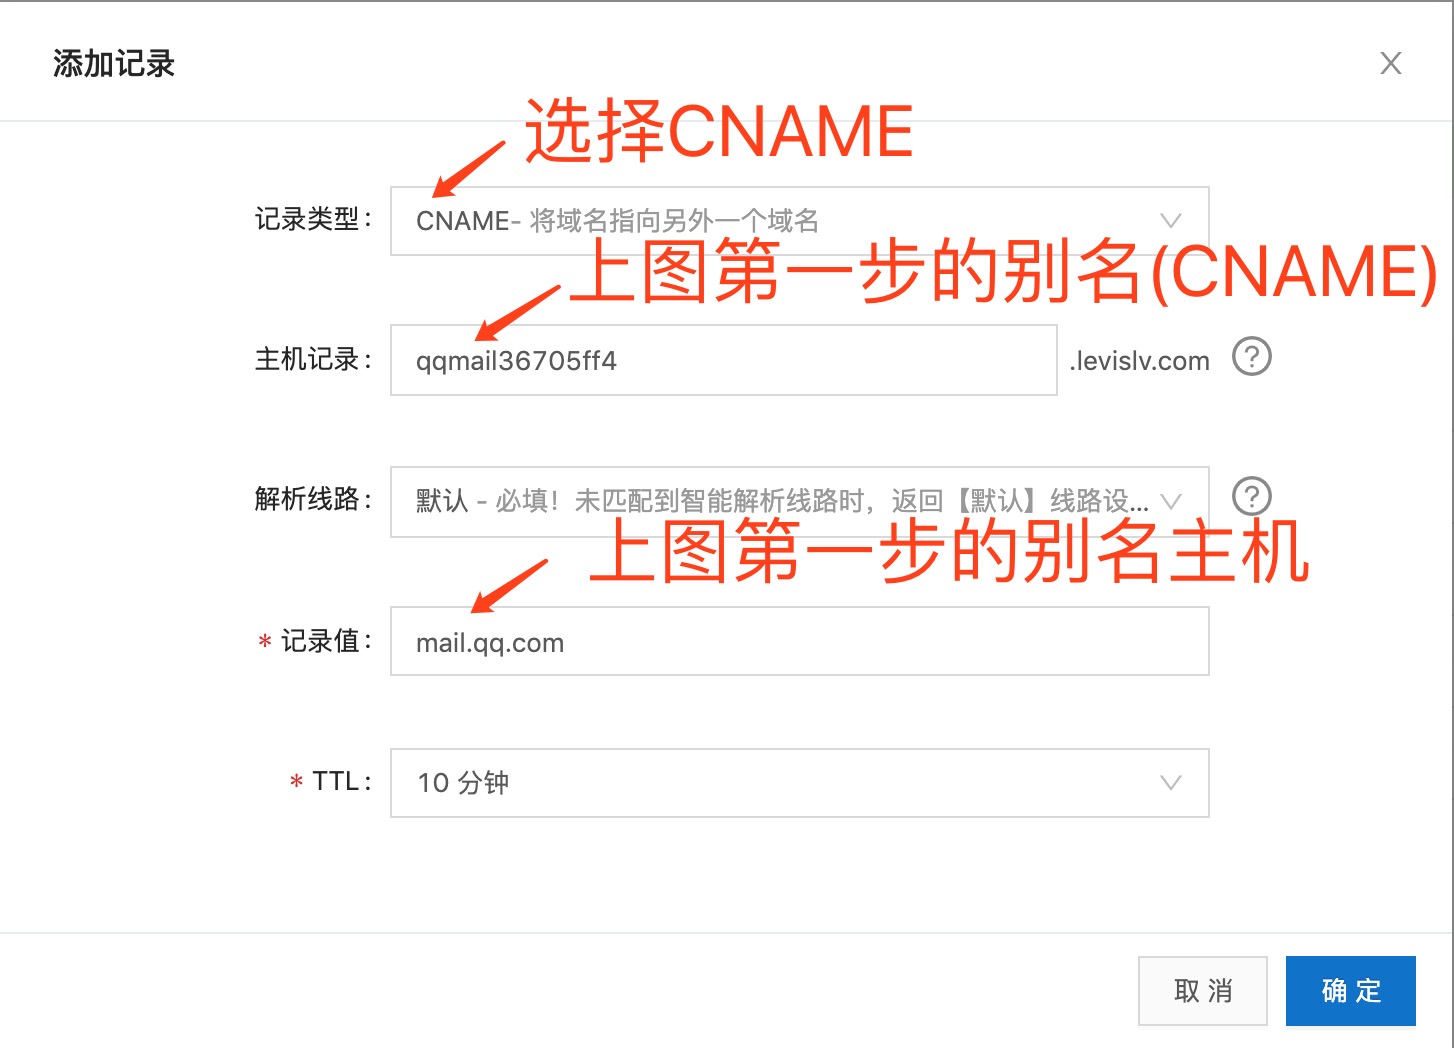 添加记录
选择CNAME
记录类型： CNAME- 将域名指向另外一个域名
上图第一步的别名(CNAME)
主机记录： qqmail36705ff4 .levislv.com ?
解析线路： 默认 - 必填！未匹配到智能解析线路时，返回【默认】线路设... ?
上图第一步的别名主机
* 记录值： mail.qq.com
* TTL： 10 分钟
取 消 确 定